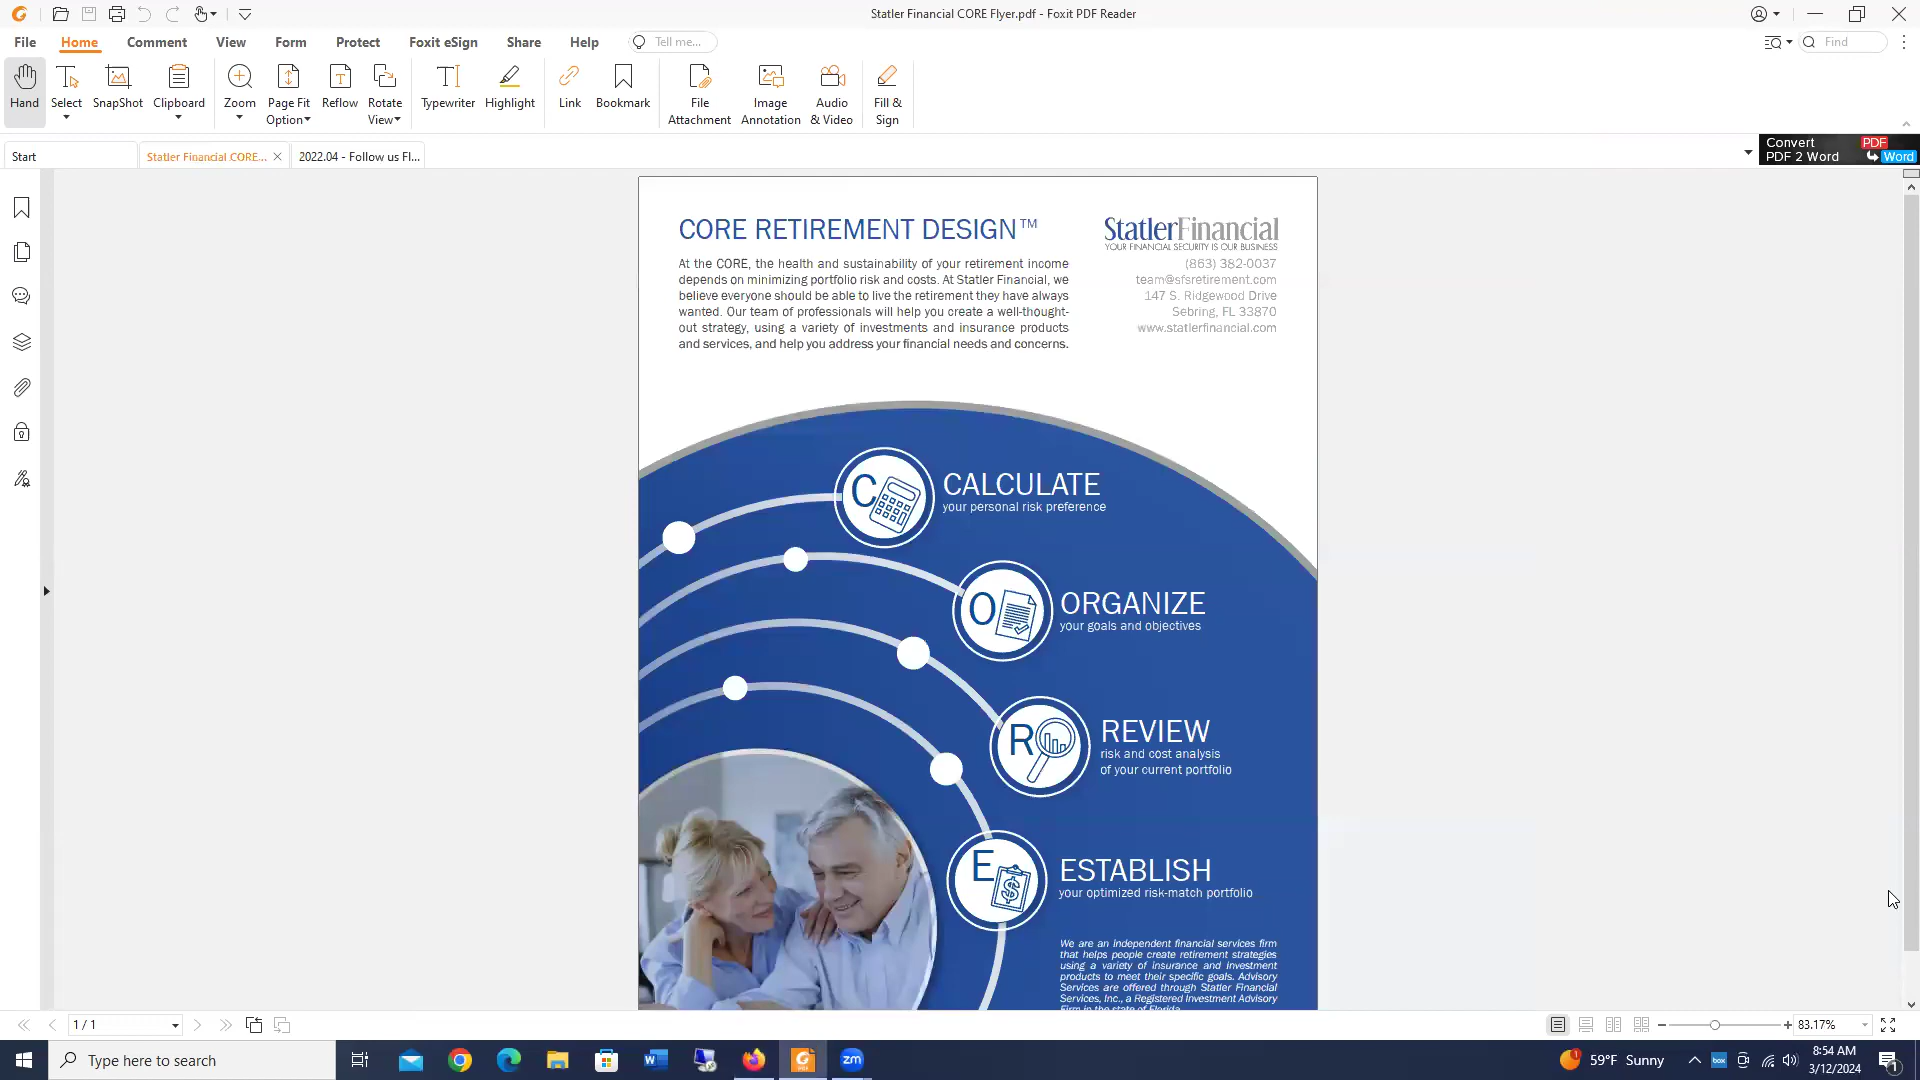 Statler Financial CORE Flyer.pdf - Foxit PDF Reader
File Home Comment View Form Protect Foxit eSign Share Help Tell me... Find
Hand Select SnapShot Clipboard Zoom Page Fit Option Reflow Rotate View Typewriter Highlight Link Bookmark File Attachment Image Annotation Audio & Video Fill & Sign
Start Statler Financial CORE... 2022.04 - Follow us Fl...
Convert PDF
PDF 2 Word Word
CORE RETIREMENT DESIGN™
At the CORE, the health and sustainability of your retirement income
depends on minimizing portfolio risk and costs. At Statler Financial, we
believe everyone should be able to live the retirement they have always
wanted. Our team of professionals will help you create a well-thought-
out strategy, using a variety of investments and insurance products
and services, and help you address your financial needs and concerns.
StatlerFinancial
YOUR FINANCIAL SECURITY IS OUR BUSINESS
(863) 382-0037
team@sfsretirement.com
147 S. Ridgewood Drive
Sebring, FL 33870
www.statlerfinancial.com
C CALCULATE
your personal risk preference
O ORGANIZE
your goals and objectives
R REVIEW
risk and cost analysis
of your current portfolio
E ESTABLISH
$ your optimized risk-match portfolio
We are an independent financial services firm
that helps people create retirement strategies
using a variety of insurance and investment
products to meet their specific goals. Advisory
Services are offered through Statler Financial
Services, Inc., a Registered Investment Advisory
Firm in the state of Florida
1 / 1 83.17%
Type here to search 59°F Sunny 8:54 AM
3/12/2024